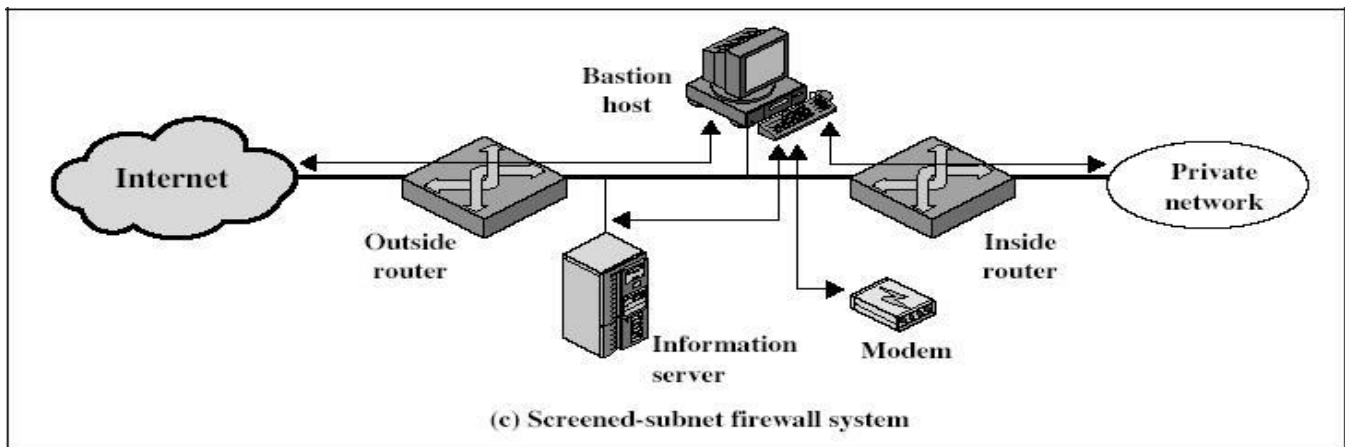 Bastion
host
Internet
Private
network
Outside
router
Inside
router
Information
server
Modem
(c) Screened-subnet firewall system